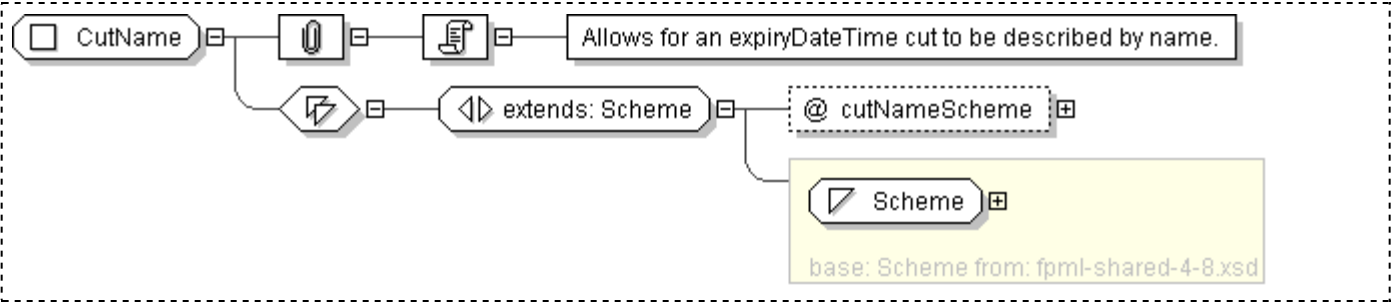 CutName
Allows for an expiryDateTime cut to be described by name.
extends: Scheme
@ cutNameScheme
Scheme
base: Scheme from: fpml-shared-4-8.xsd